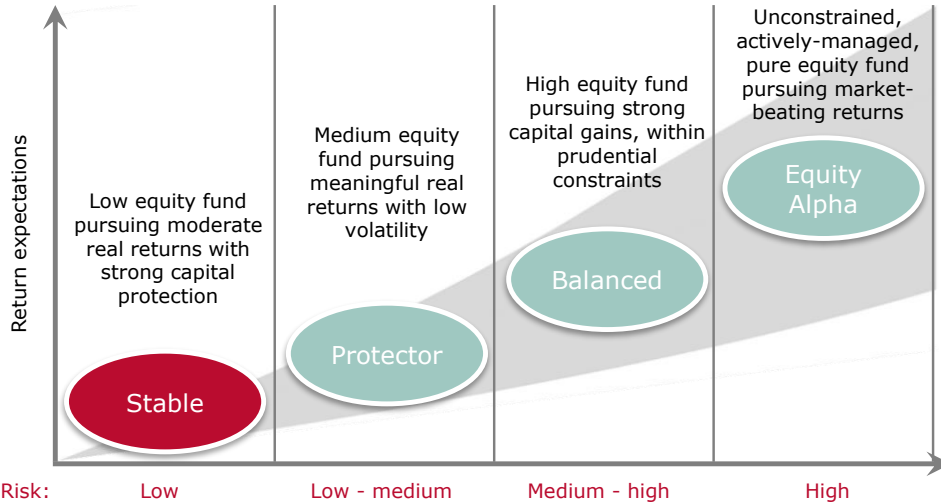 Return expectations
Low equity fund
pursuing moderate
real returns with
strong capital
protection
Stable
Medium equity
fund pursuing
meaningful real
returns with low
volatility
Protector
High equity fund
pursuing strong
capital gains, within
prudential
constraints
Balanced
Unconstrained,
actively-managed,
pure equity fund
pursuing market-
beating returns
Equity
Alpha
Risk:
Low
Low - medium
Medium - high
High